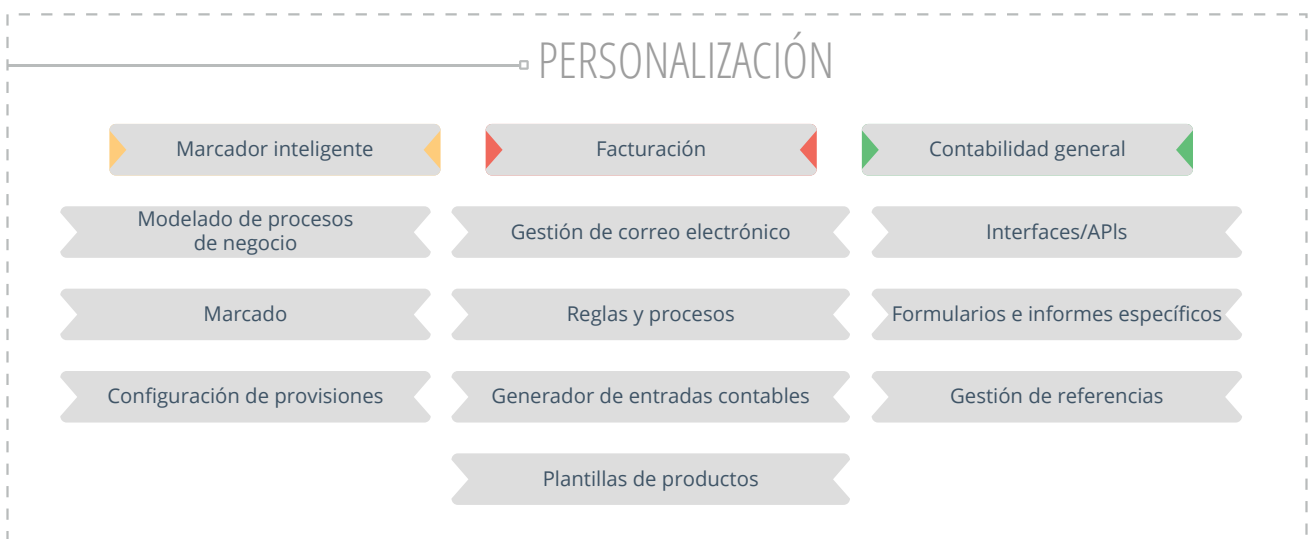 PERSONALIZACIÓN
Marcador inteligente
Facturación
Contabilidad general
Modelado de procesos
de negocio
Gestión de correo electrónico
Interfaces/APls
Marcado
Reglas y procesos
Formularios e informes específicos
Configuración de provisiones
Generador de entradas contables
Gestión de referencias
Plantillas de productos